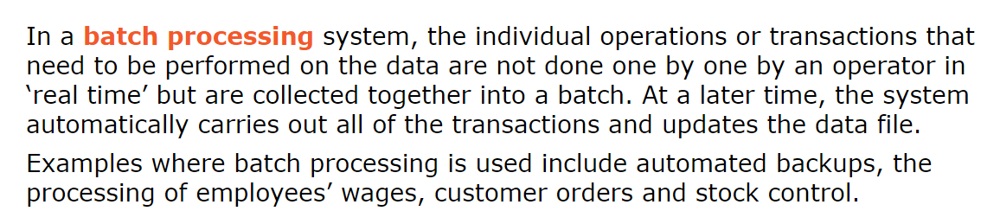 In a batch processing system, the individual operations or transactions that
need to be performed on the data are not done one by one by an operator in
‘real time’ but are collected together into a batch. At a later time, the system
automatically carries out all of the transactions and updates the data file.
Examples where batch processing is used include automated backups, the
processing of employees’ wages, customer orders and stock control.